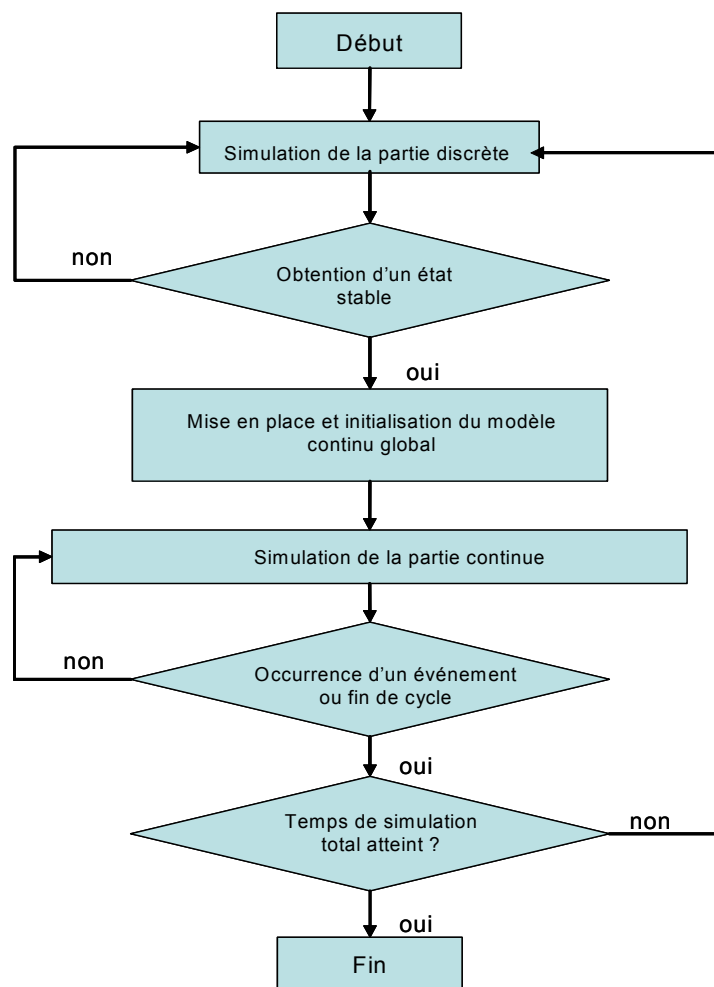 Début
Simulation de la partie discrète
non
Obtention d'un état
stable
oui
Mise en place et initialisation du modèle
continu global
Simulation de la partie continue
non
Occurrence d'un événement
ou fin de cycle
oui
Temps de simulation
total atteint ?
non
oui
Fin